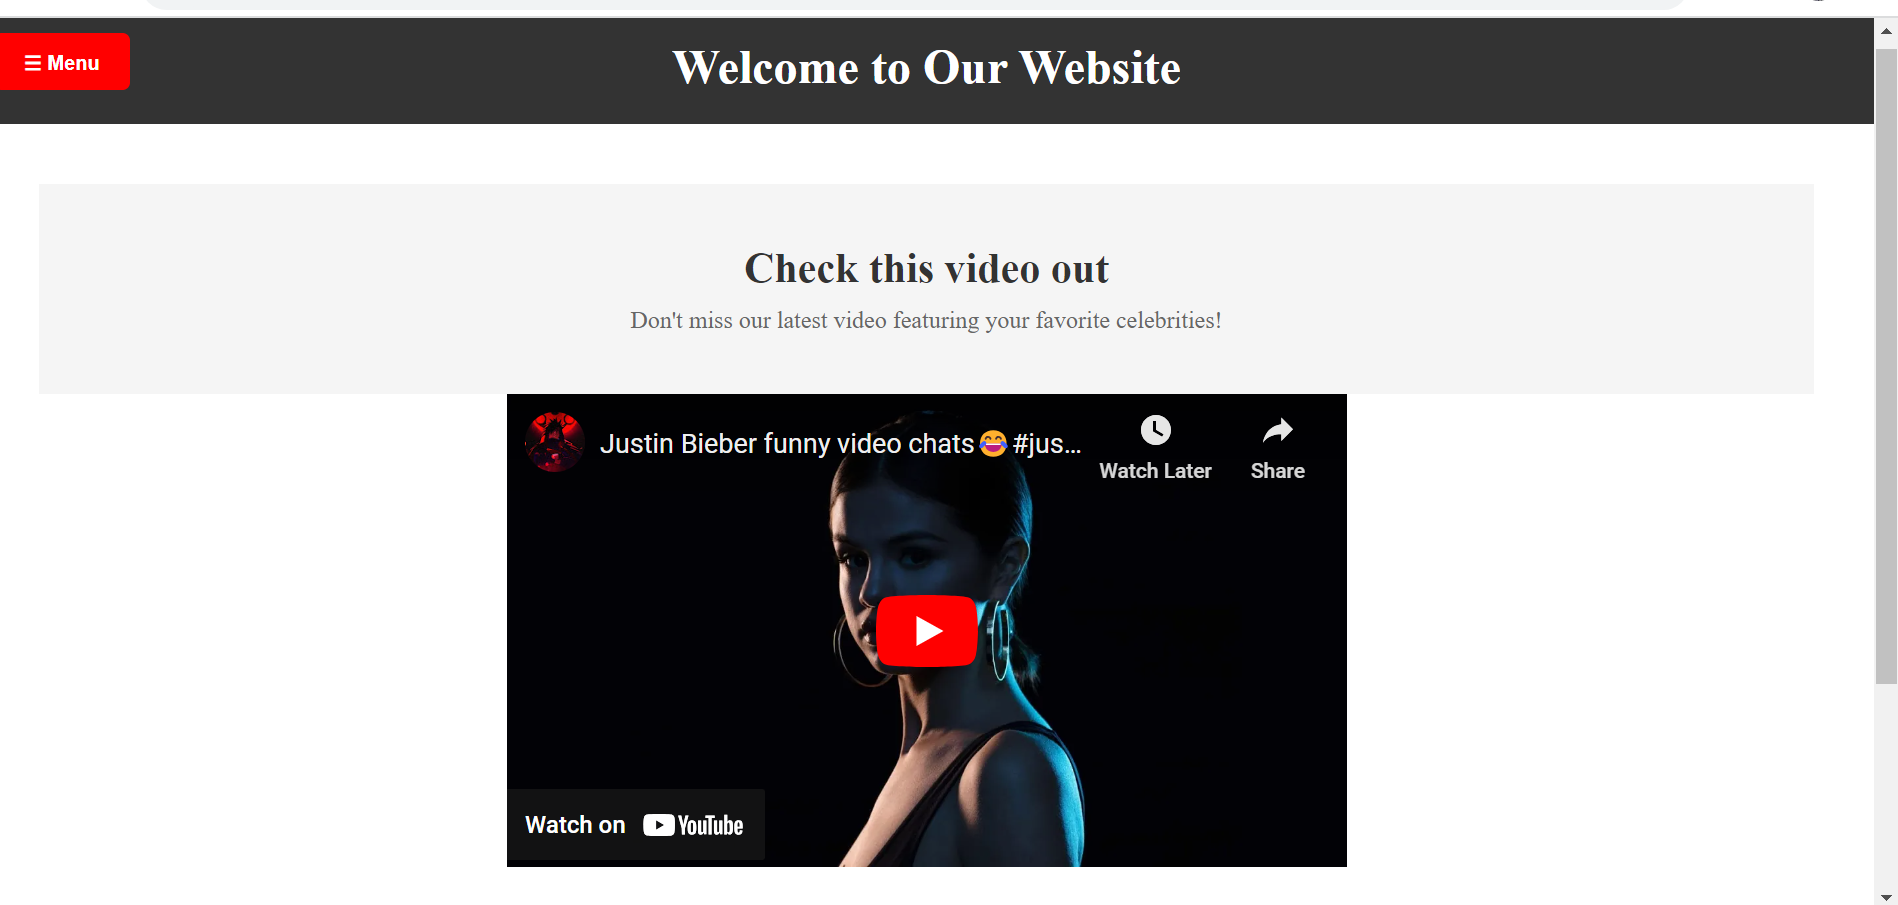 ☰ Menu
Welcome to Our Website
Check this video out
Don't miss our latest video featuring your favorite celebrities!
Justin Bieber funny video chats😂#jus...
Watch Later
Share
Watch on YouTube